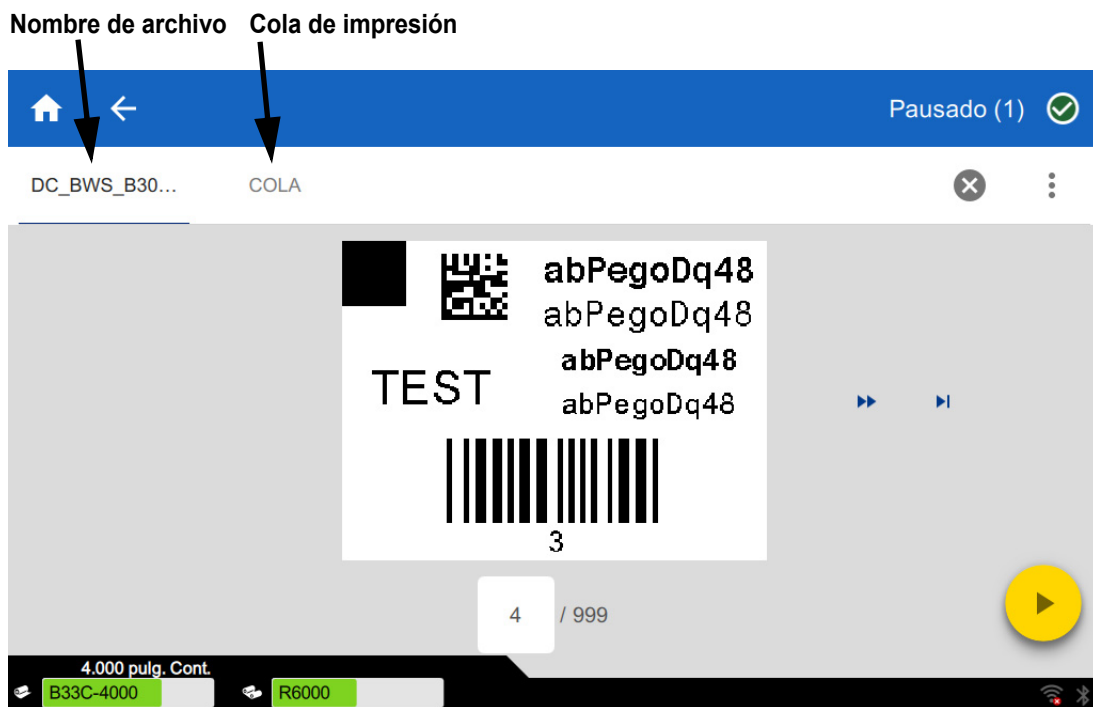 Nombre de archivo Cola de impresión
Pausado (1)
DC_BWS_B30... COLA
abPegoDq48
abPegoDq48
abPegoDq48
TEST
abPegoDq48
3
4 / 999
4.000 pulg. Cont.
B33C-4000 R6000